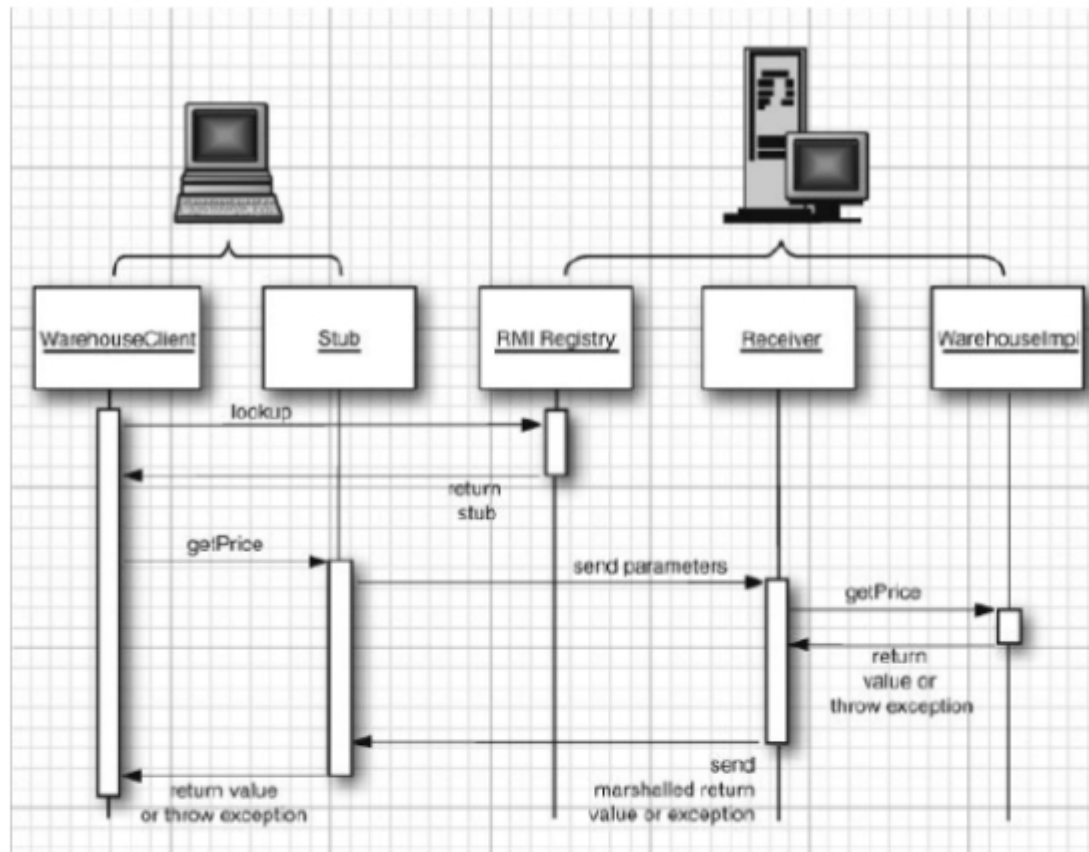 WarehouseClient
Stub
RMI Registry
Receiver
WarehouseImpl
lookup
return
stub
getPrice
send parameters
getPrice
return
value or
throw exception
send
marshalled return
value or exception
return value
or throw exception